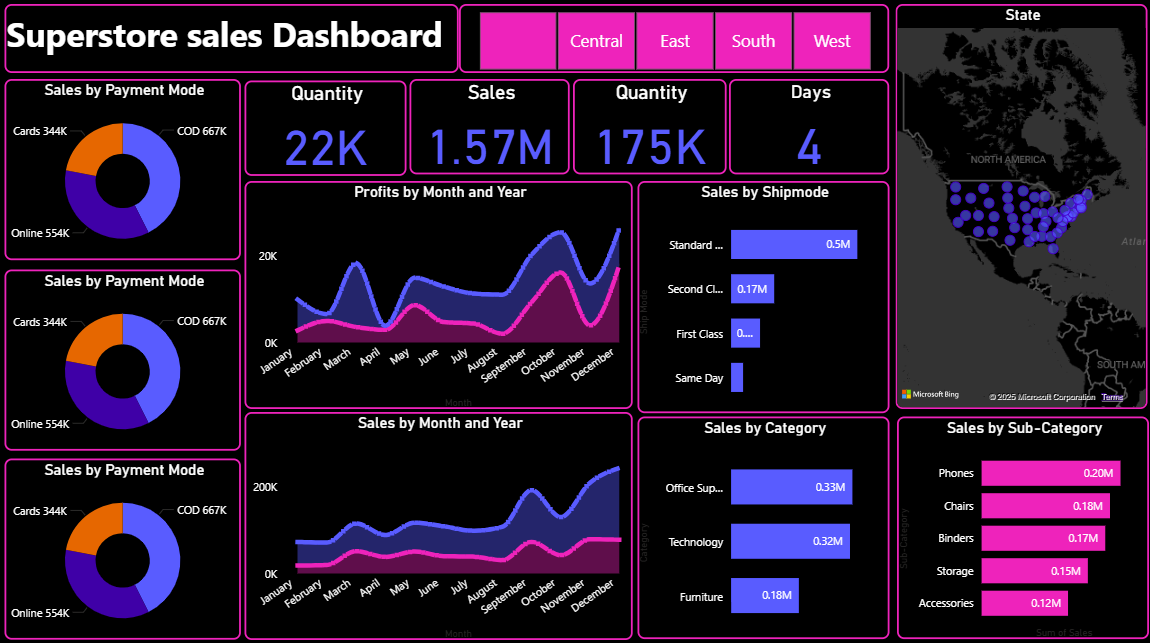 Superstore sales Dashboard
Central
East
South
West
State
NORTH AMERICA
Atlar
SOUTH AM
Microsoft Bing
© 2025 Microsoft Corporation Terms
Sales by Payment Mode
Cards 344K
COD 667K
Online 554K
Quantity
22K
Sales
1.57M
Quantity
175K
Days
4
Profits by Month and Year
20K
0K
January
February
March
April
May
June
July
August
September
October
November
December
Month
Sales by Shipmode
Ship Mode
Standard ...
0.5M
Second Cl...
0.17M
First Class
0....
Same Day
Sales by Payment Mode
Cards 344K
COD 667K
Online 554K
Sales by Month and Year
200K
0K
January
February
March
April
May
June
July
August
September
October
November
December
Month
Sales by Category
Category
Office Sup...
0.33M
Technology
0.32M
Furniture
0.18M
Sales by Sub-Category
Sub-Category
Phones
0.20M
Chairs
0.18M
Binders
0.17M
Storage
0.15M
Accessories
0.12M
Sum of Sales
Sales by Payment Mode
Cards 344K
COD 667K
Online 554K